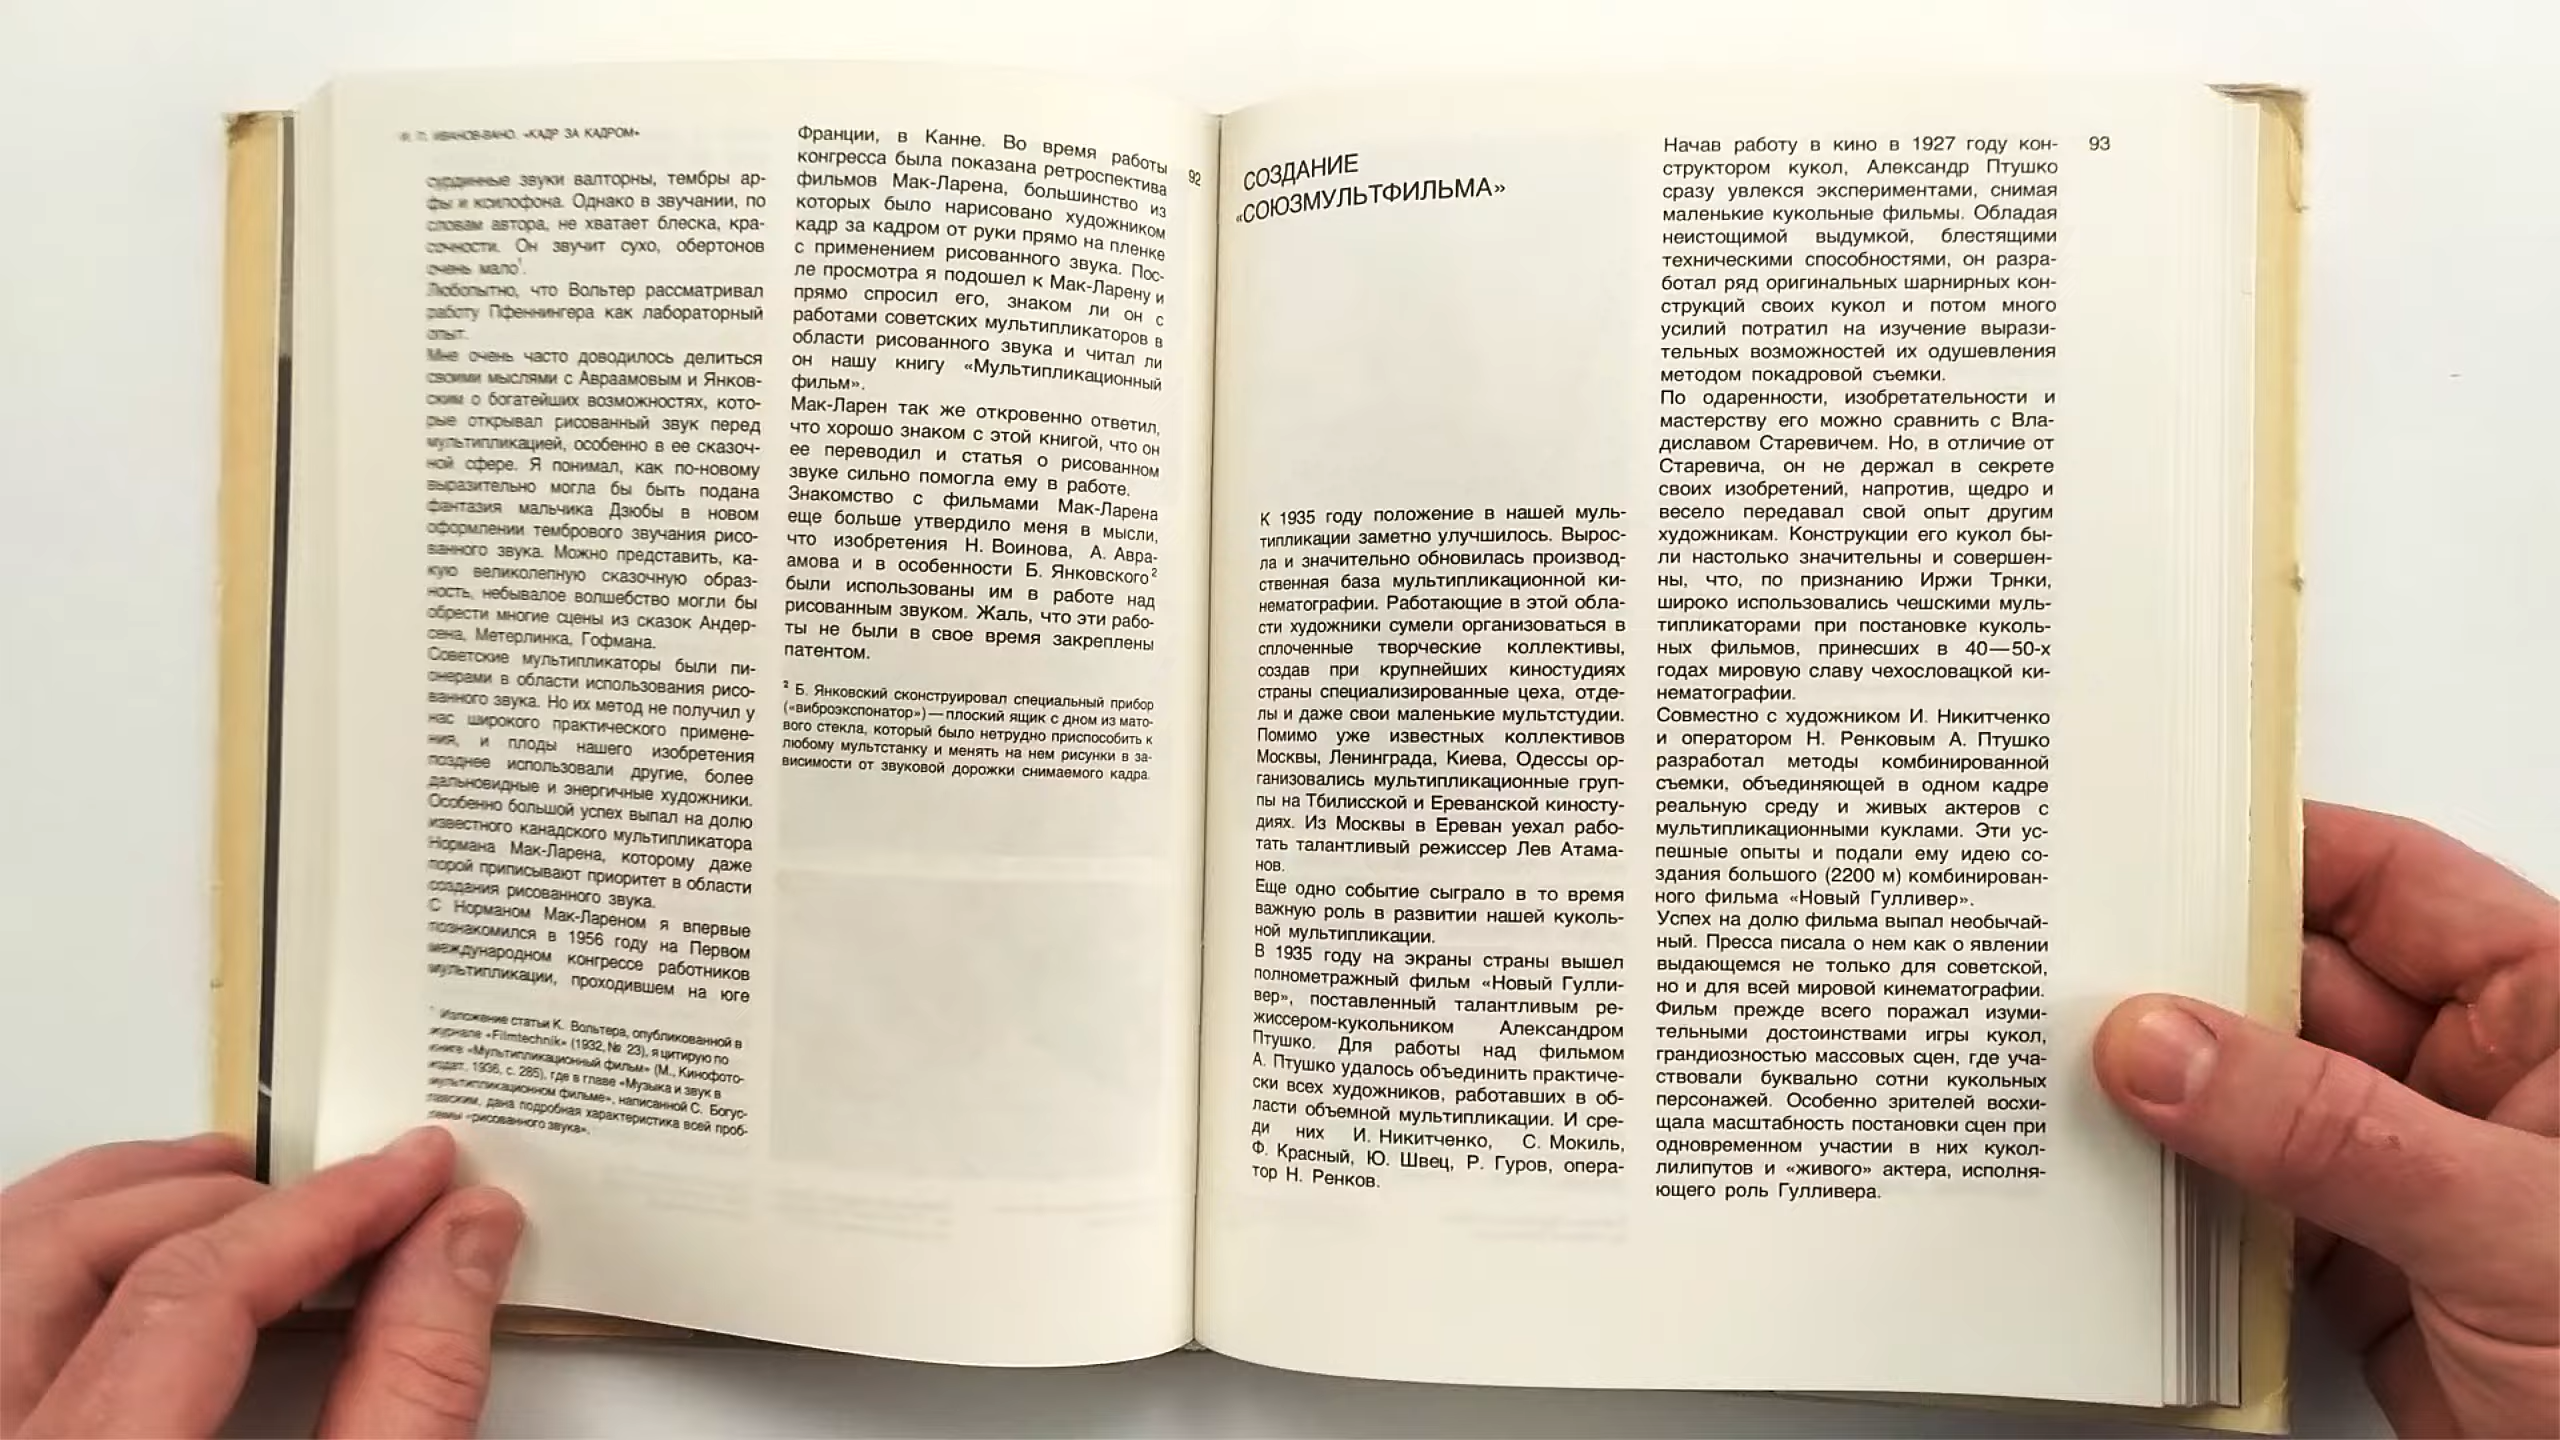 И. П. ИВАНОВ-ВАНО. «КАДР ЗА КАДРОМ»
сурдинные звуки валторны, тембры ар-
фы и ксилофона. Однако в звучании, по
словам автора, не хватает блеска, кра-
сочности. Он звучит сухо, обертонов
очень мало¹.
Любопытно, что Вольтер рассматривал
работу Пфеннингера как лабораторный
опыт.
Мне очень часто доводилось делиться
своими мыслями с Авраамовым и Янков-
ским о богатейших возможностях, кото-
рые открывал рисованный звук перед
мультипликацией, особенно в ее сказоч-
ной сфере. Я понимал, как по-новому
выразительно могла бы быть подана
фантазия мальчика Дзюбы в новом
оформлении тембрового звучания рисо-
ванного звука. Можно представить, ка-
кую великолепную сказочную образ-
ность, небывалое волшебство могли бы
обрести многие сцены из сказок Андер-
сена, Метерлинка, Гофмана.
Советские мультипликаторы были пи-
онерами в области использования рисо-
ванного звука. Но их метод не получил у
нас широкого практического примене-
ния, и плоды нашего изобретения
позднее использовали другие, более
дальновидные и энергичные художники.
Особенно большой успех выпал на долю
известного канадского мультипликатора
Нормана Мак-Ларена, которому даже
порой приписывают приоритет в области
создания рисованного звука.
С Норманом Мак-Лареном я впервые
познакомился в 1956 году на Первом
международном конгрессе работников
мультипликации, проходившем на юге
¹ Изложение статьи К. Вольтера, опубликованной в
журнале «Filmtechnik» (1932, № 23), я цитирую по
книге «Мультипликационный фильм» (М., Кинофото-
издат, 1936, с. 285), где в главе «Музыка и звук в
мультипликационном фильме», написанной С. Богус-
лавским, дана подробная характеристика всей проб-
лемы «рисованного звука».
Франции, в Канне. Во время работы
конгресса была показана ретроспектива
фильмов Мак-Ларена, большинство из
которых было нарисовано художником
кадр за кадром от руки прямо на пленке
с применением рисованного звука. Пос-
ле просмотра я подошел к Мак-Ларену и
прямо спросил его, знаком ли он с
работами советских мультипликаторов в
области рисованного звука и читал ли
он нашу книгу «Мультипликационный
фильм».
Мак-Ларен так же откровенно ответил,
что хорошо знаком с этой книгой, что он
ее переводил и статья о рисованном
звуке сильно помогла ему в работе.
Знакомство с фильмами Мак-Ларена
еще больше утвердило меня в мысли,
что изобретения Н. Воинова, А. Авра-
амова и в особенности Б. Янковского²
были использованы им в работе над
рисованным звуком. Жаль, что эти рабо-
ты не были в свое время закреплены
патентом.
² Б. Янковский сконструировал специальный прибор
(«виброэкспонатор») — плоский ящик с дном из мато-
вого стекла, который было нетрудно приспособить к
любому мультстанку и менять на нем рисунки в за-
висимости от звуковой дорожки снимаемого кадра.
92
СОЗДАНИЕ
«СОЮЗМУЛЬТФИЛЬМА»
К 1935 году положение в нашей муль-
типликации заметно улучшилось. Вырос-
ла и значительно обновилась производ-
ственная база мультипликационной ки-
нематографии. Работающие в этой обла-
сти художники сумели организоваться в
сплоченные творческие коллективы,
создав при крупнейших киностудиях
страны специализированные цеха, отде-
лы и даже свои маленькие мультстудии.
Помимо уже известных коллективов
Москвы, Ленинграда, Киева, Одессы ор-
ганизовались мультипликационные груп-
пы на Тбилисской и Ереванской киносту-
диях. Из Москвы в Ереван уехал рабо-
тать талантливый режиссер Лев Атама-
нов.
Еще одно событие сыграло в то время
важную роль в развитии нашей куколь-
ной мультипликации.
В 1935 году на экраны страны вышел
полнометражный фильм «Новый Гулли-
вер», поставленный талантливым ре-
жиссером-кукольником Александром
Птушко. Для работы над фильмом
А. Птушко удалось объединить практиче-
ски всех художников, работавших в об-
ласти объемной мультипликации. И сре-
ди них И. Никитченко, С. Мокиль,
Ф. Красный, Ю. Швец, Р. Гуров, опера-
тор Н. Ренков.
Начав работу в кино в 1927 году кон-
структором кукол, Александр Птушко
сразу увлекся экспериментами, снимая
маленькие кукольные фильмы. Обладая
неистощимой выдумкой, блестящими
техническими способностями, он разра-
ботал ряд оригинальных шарнирных кон-
струкций своих кукол и потом много
усилий потратил на изучение вырази-
тельных возможностей их одушевления
методом покадровой съемки.
По одаренности, изобретательности и
мастерству его можно сравнить с Вла-
диславом Старевичем. Но, в отличие от
Старевича, он не держал в секрете
своих изобретений, напротив, щедро и
весело передавал свой опыт другим
художникам. Конструкции его кукол бы-
ли настолько значительны и совершен-
ны, что, по признанию Иржи Трнки,
широко использовались чешскими муль-
типликаторами при постановке куколь-
ных фильмов, принесших в 40—50-х
годах мировую славу чехословацкой ки-
нематографии.
Совместно с художником И. Никитченко
и оператором Н. Ренковым А. Птушко
разработал методы комбинированной
съемки, объединяющей в одном кадре
реальную среду и живых актеров с
мультипликационными куклами. Эти ус-
пешные опыты и подали ему идею со-
здания большого (2200 м) комбинирован-
ного фильма «Новый Гулливер».
Успех на долю фильма выпал необычай-
ный. Пресса писала о нем как о явлении
выдающемся не только для советской,
но и для всей мировой кинематографии.
Фильм прежде всего поражал изуми-
тельными достоинствами игры кукол,
грандиозностью массовых сцен, где уча-
ствовали буквально сотни кукольных
персонажей. Особенно зрителей восхи-
щала масштабность постановки сцен при
одновременном участии в них кукол-
лилипутов и «живого» актера, исполня-
ющего роль Гулливера.
93